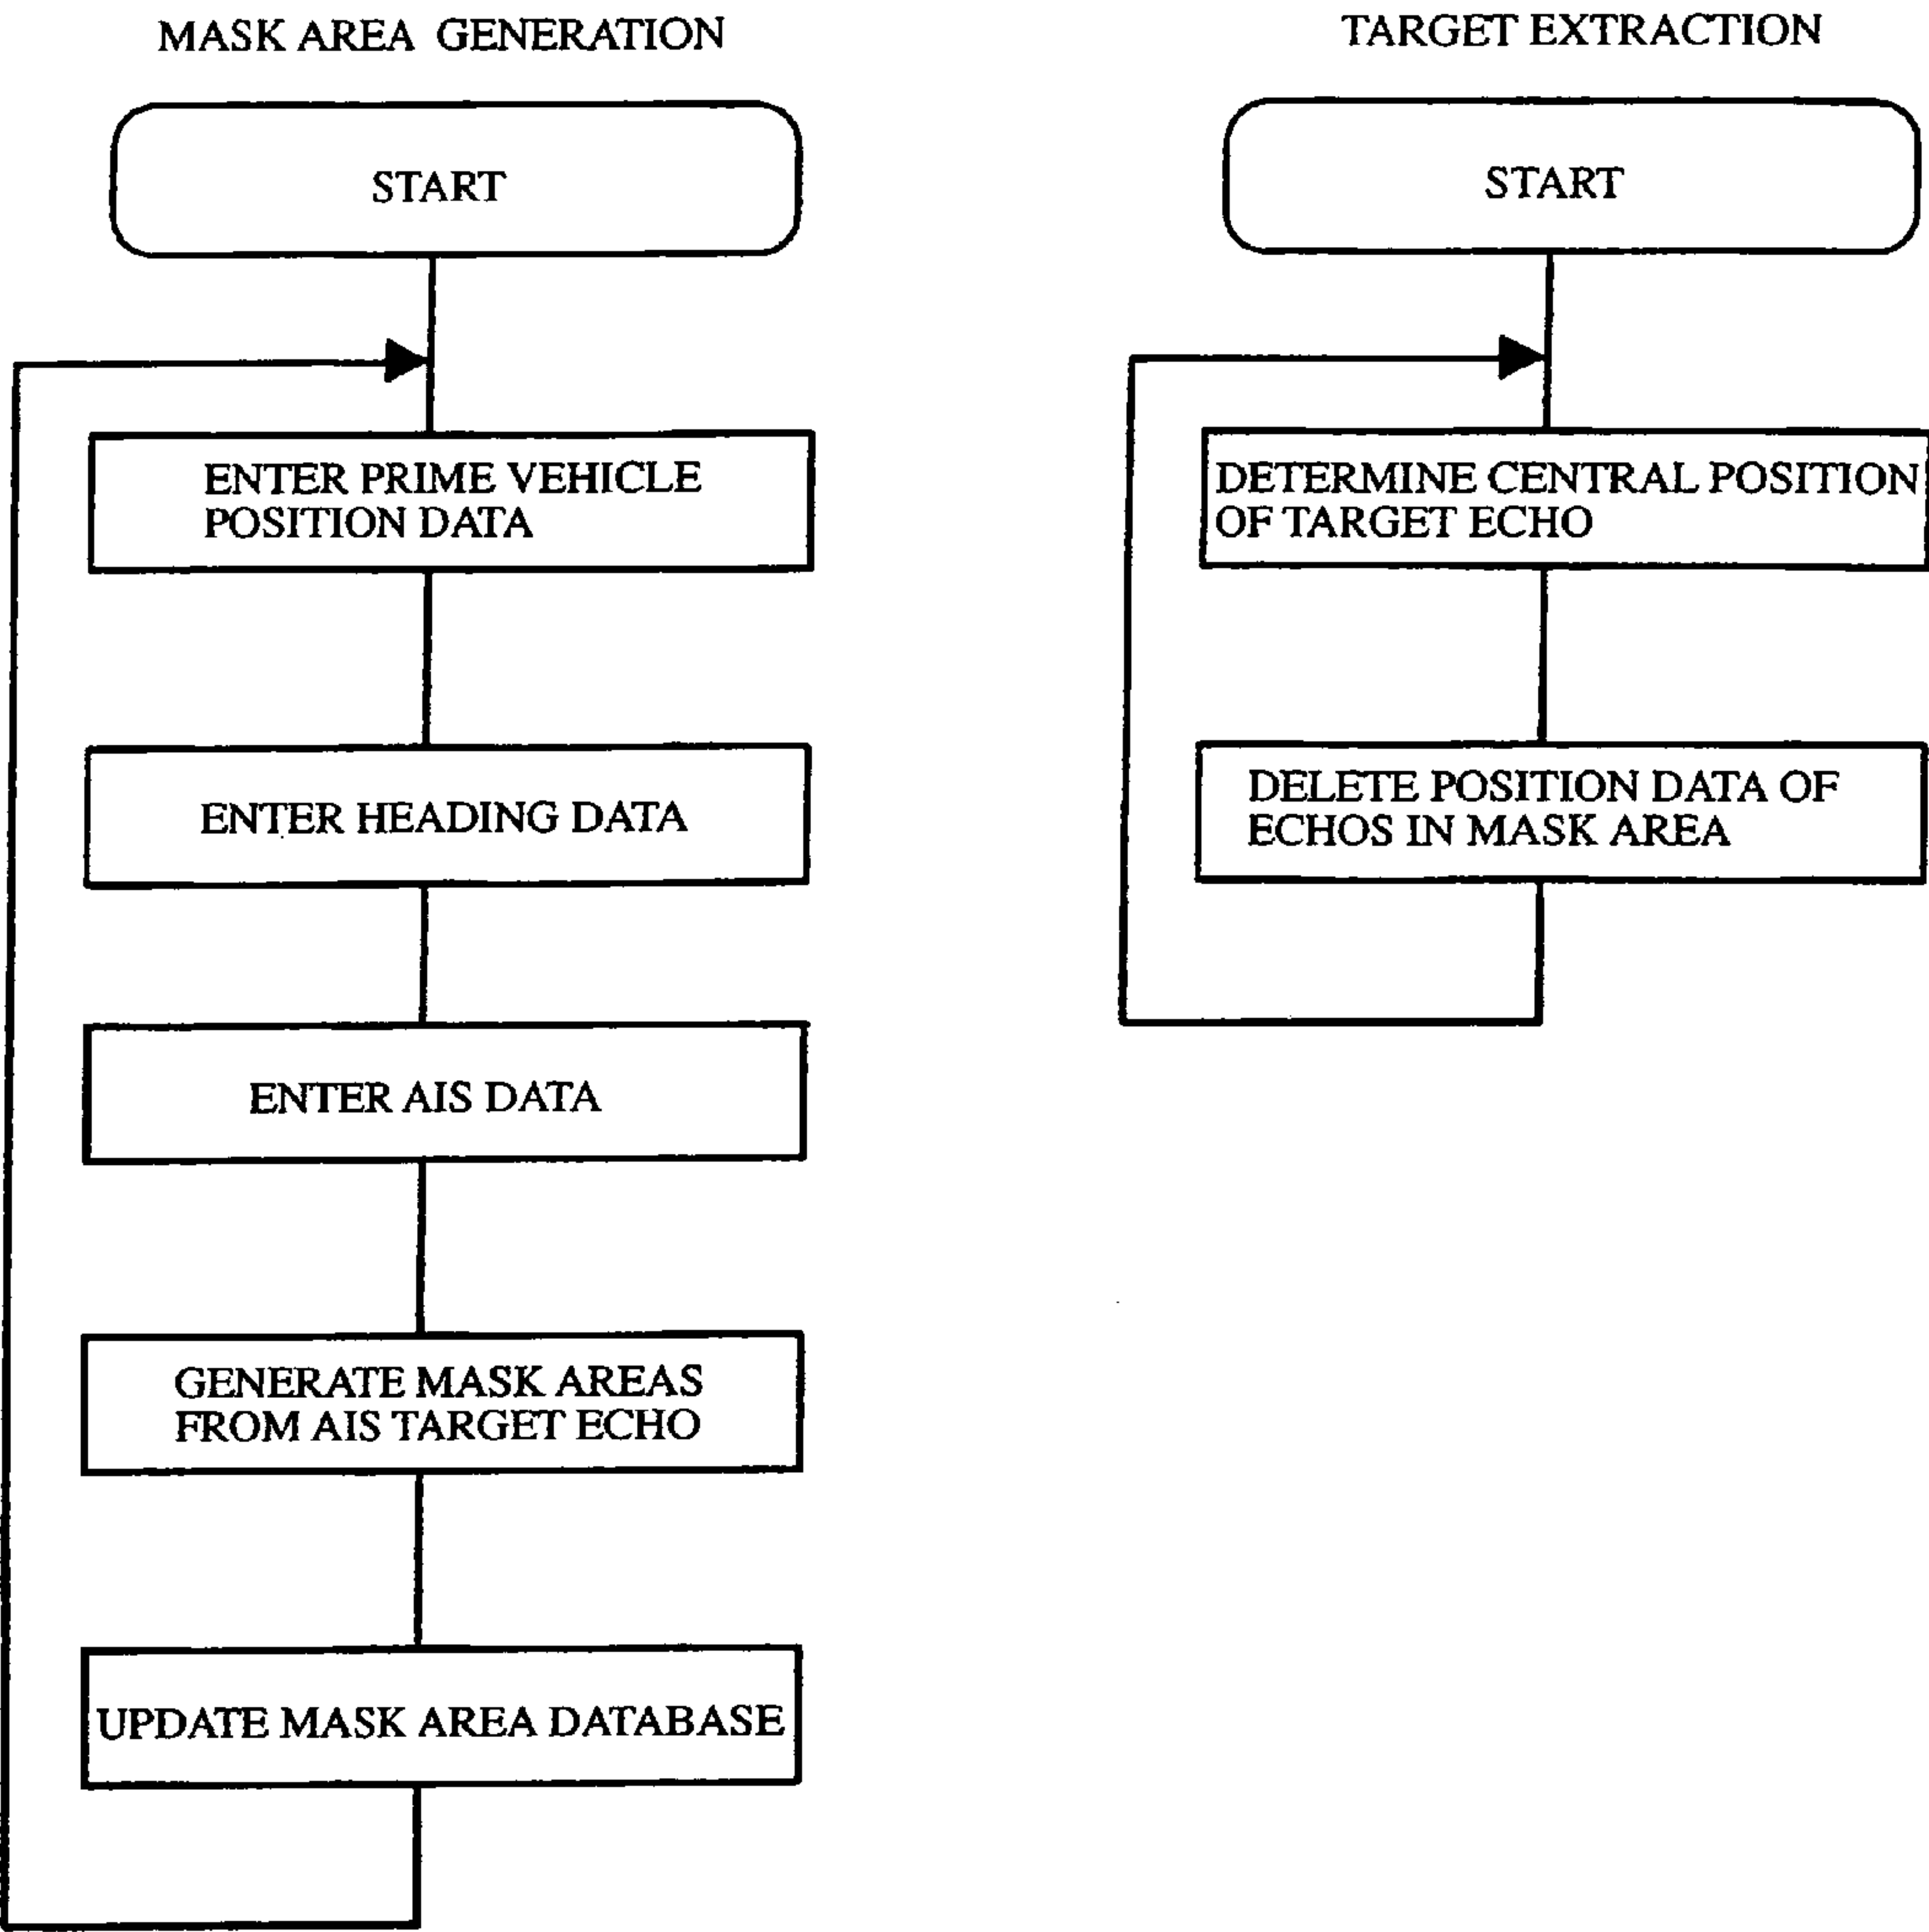 MASK AREA GENERATION
START
ENTER PRIME VEHICLE
POSITION DATA
ENTER HEADING DATA
ENTER AIS DATA
GENERATE MASK AREAS
FROM AIS TARGET ECHO
UPDATE MASK AREA DATABASE
TARGET EXTRACTION
START
DETERMINE CENTRAL POSITION
OF TARGET ECHO
DELETE POSITION DATA OF
ECHOS IN MASK AREA